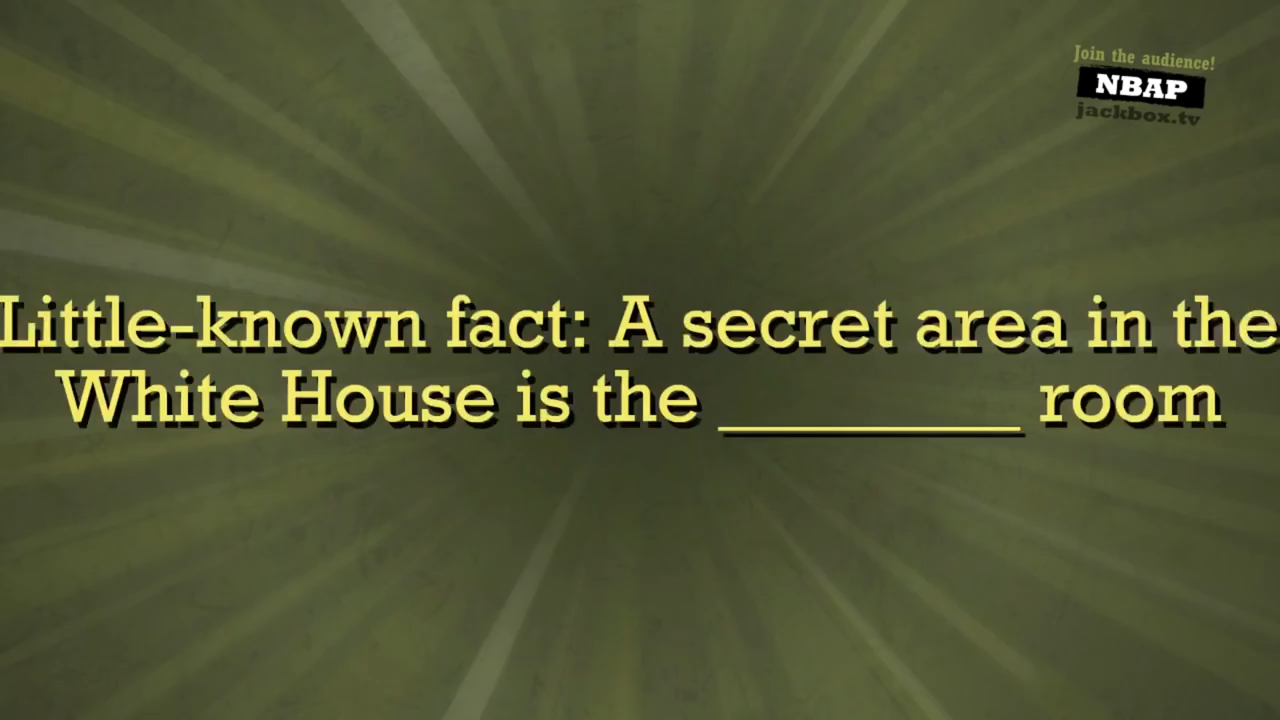 Join the audience!
NBAP
jackbox.tv
Little-known fact: A secret area in the
White House is the _________ room